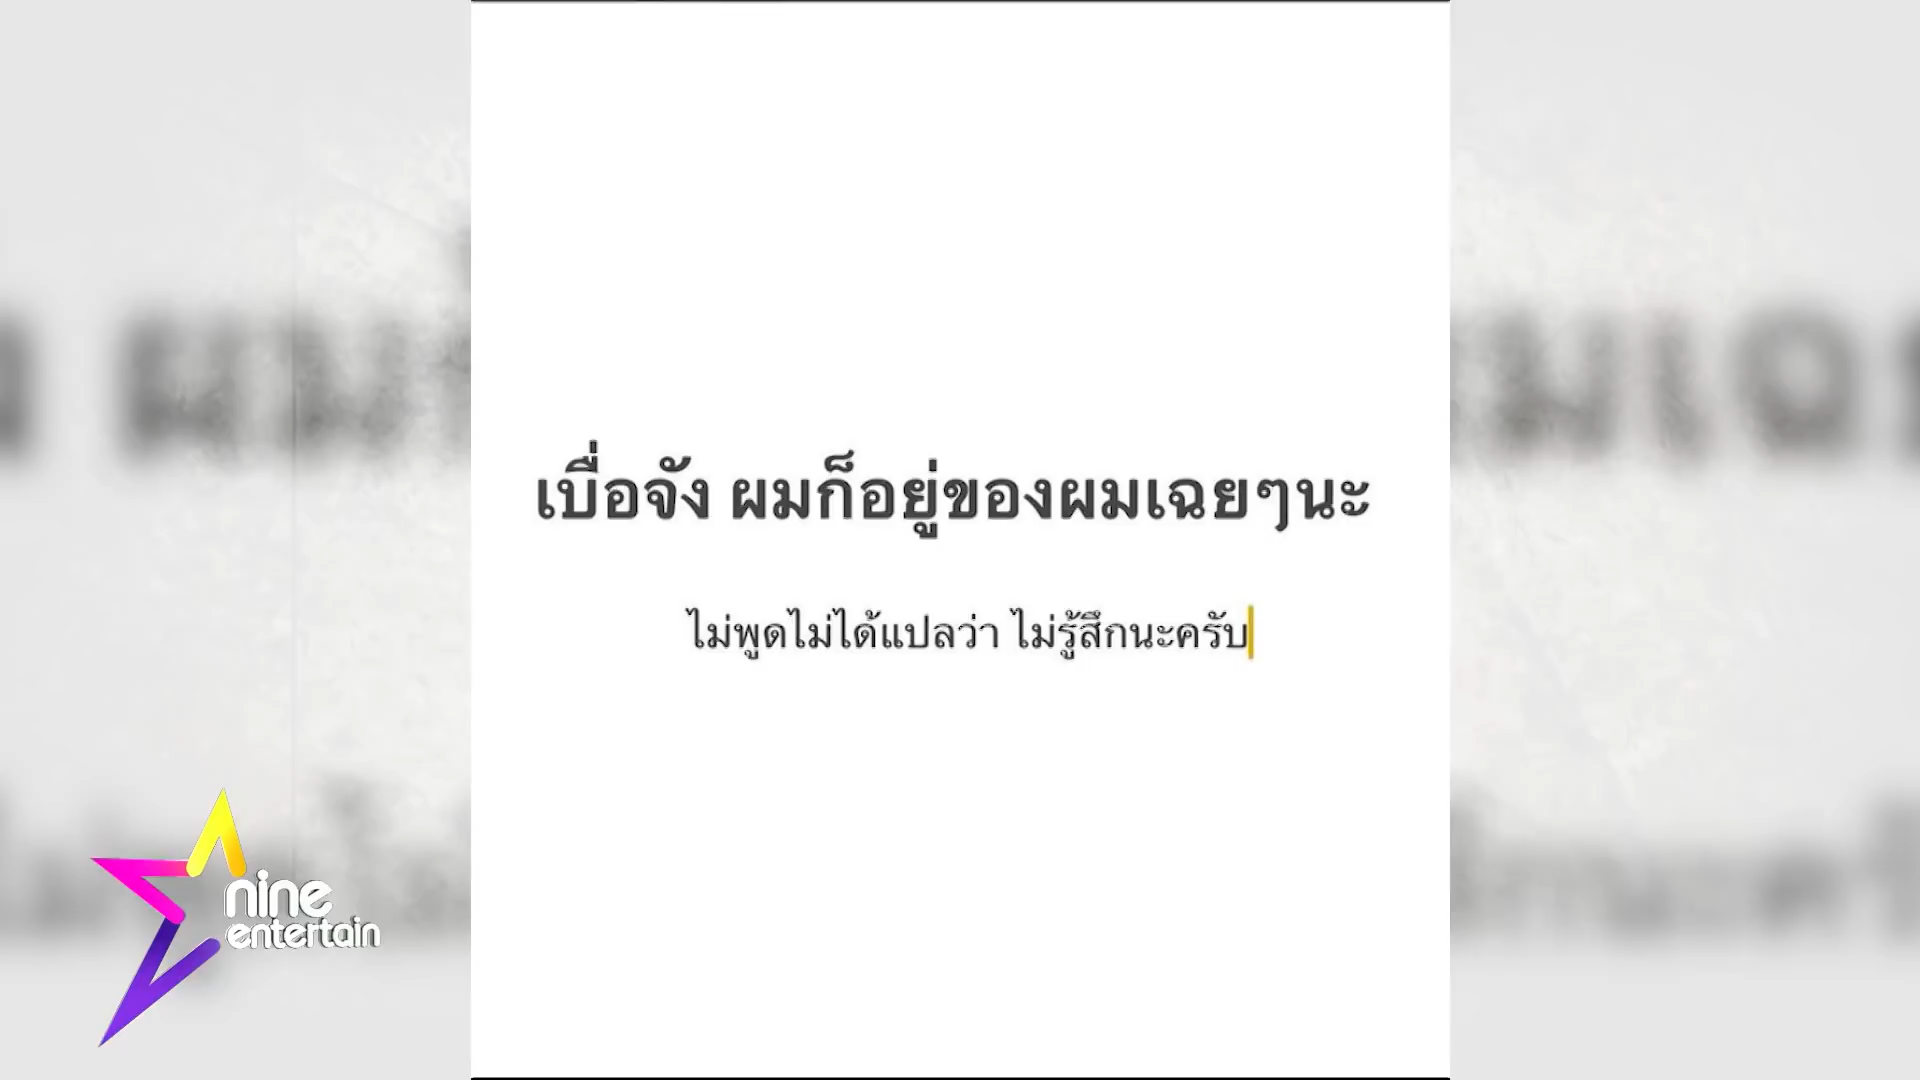 เบื่อจัง ผมก็อยู่ของผมเฉยๆนะ
ไม่พูดไม่ได้แปลว่า ไม่รู้สึกนะครับ
nine
entertain